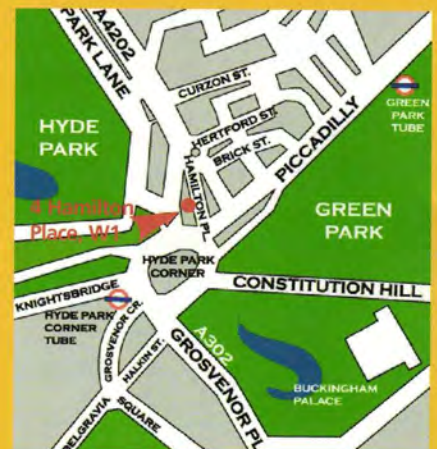 A4202
PARK LANE
CURZON ST.
HERTFORD ST.
BRICK ST.
PICCADILLY
GREEN
PARK
TUBE
HYDE
PARK
HAMILTON PL.
4 Hamilton
Place, W1
GREEN
PARK
HYDE PARK
CORNER
CONSTITUTION HILL
KNIGHTSBRIDGE
HYDE PARK
CORNER
TUBE
GROSVENOR CR.
HALKIN ST.
A302
GROSVENOR PL
BUCKINGHAM
PALACE
BELGRAVIA
SQUARE